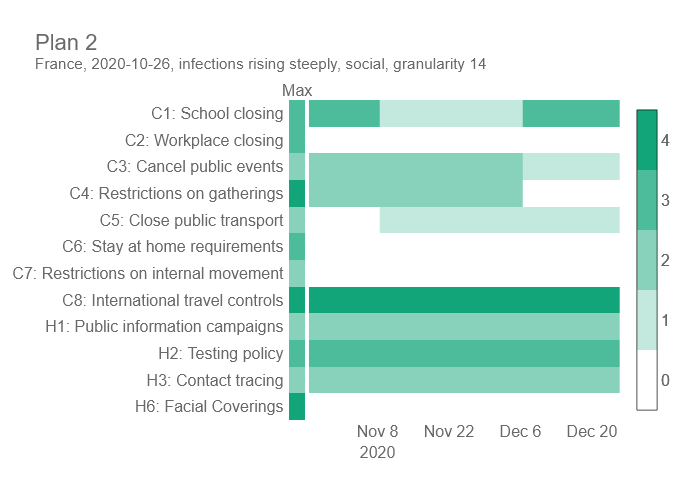 Plan 2
France, 2020-10-26, infections rising steeply, social, granularity 14
Max
C1: School closing
C2: Workplace closing
C3: Cancel public events
C4: Restrictions on gatherings
C5: Close public transport
C6: Stay at home requirements
C7: Restrictions on internal movement
C8: International travel controls
H1: Public information campaigns
H2: Testing policy
H3: Contact tracing
H6: Facial Coverings
4
3
2
1
0
Nov 8 Nov 22 Dec 6 Dec 20
2020